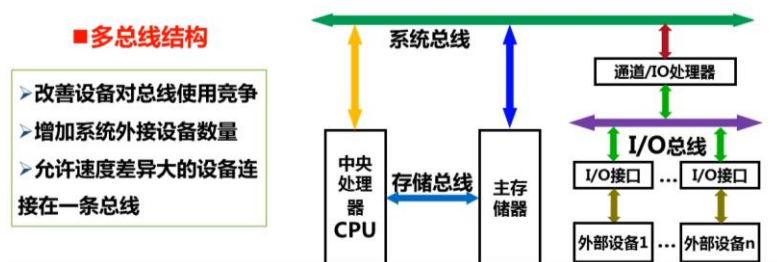 ■多总线结构
➢改善设备对总线使用竞争
➢增加系统外接设备数量
➢允许速度差异大的设备连
接在一条总线
系统总线
通道/IO处理器
I/O总线
I/O接口 … I/O接口
中央
处理
器
CPU
存储总线
主存
储器
外部设备1 … 外部设备n